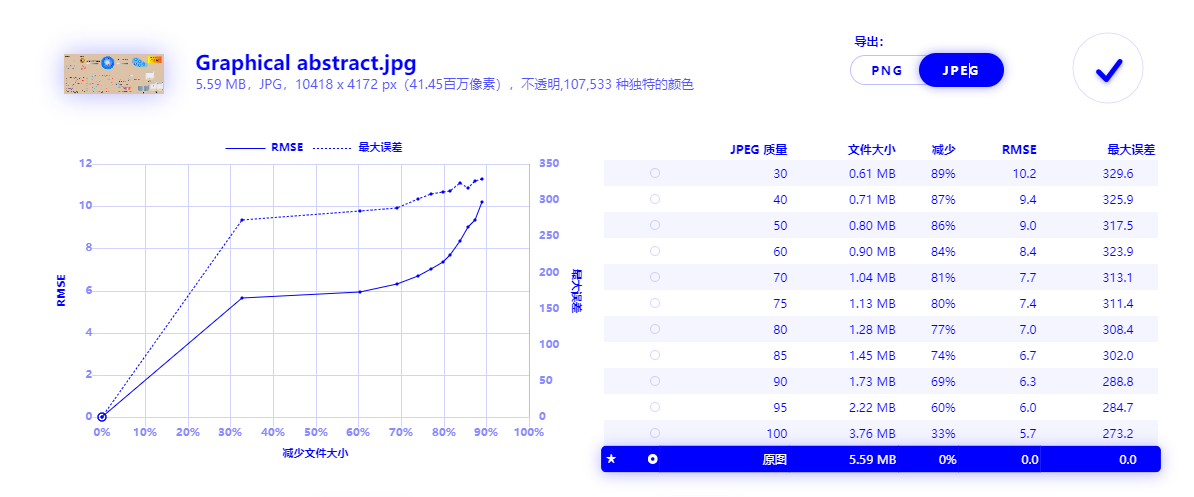 导出：
Graphical abstract.jpg
PNG JPEG
5.59 MB，JPG，10418 x 4172 px（41.45百万像素），不透明,107,533 种独特的颜色
RMSE 最大误差
12
10
8
6
4
2
0
RMSE
350
300
250
200
150
100
50
0
最大误差
0% 10% 20% 30% 40% 50% 60% 70% 80% 90% 100%
减少文件大小
JPEG 质量 文件大小 减少 RMSE 最大误差
30 0.61 MB 89% 10.2 329.6
40 0.71 MB 87% 9.4 325.9
50 0.80 MB 86% 9.0 317.5
60 0.90 MB 84% 8.4 323.9
70 1.04 MB 81% 7.7 313.1
75 1.13 MB 80% 7.4 311.4
80 1.28 MB 77% 7.0 308.4
85 1.45 MB 74% 6.7 302.0
90 1.73 MB 69% 6.3 288.8
95 2.22 MB 60% 6.0 284.7
100 3.76 MB 33% 5.7 273.2
★ 原图 5.59 MB 0% 0.0 0.0